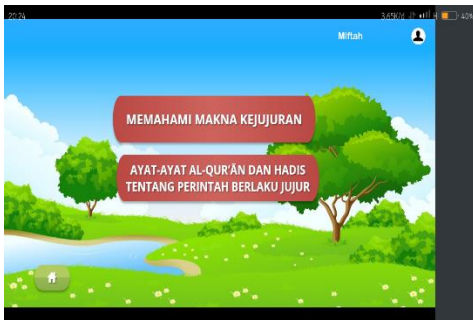 20:24
3,65K/d
40%
Miftah
MEMAHAMI MAKNA KEJUJURAN
AYAT-AYAT AL-QUR'ĀN DAN HADIS
TENTANG PERINTAH BERLAKU JUJUR